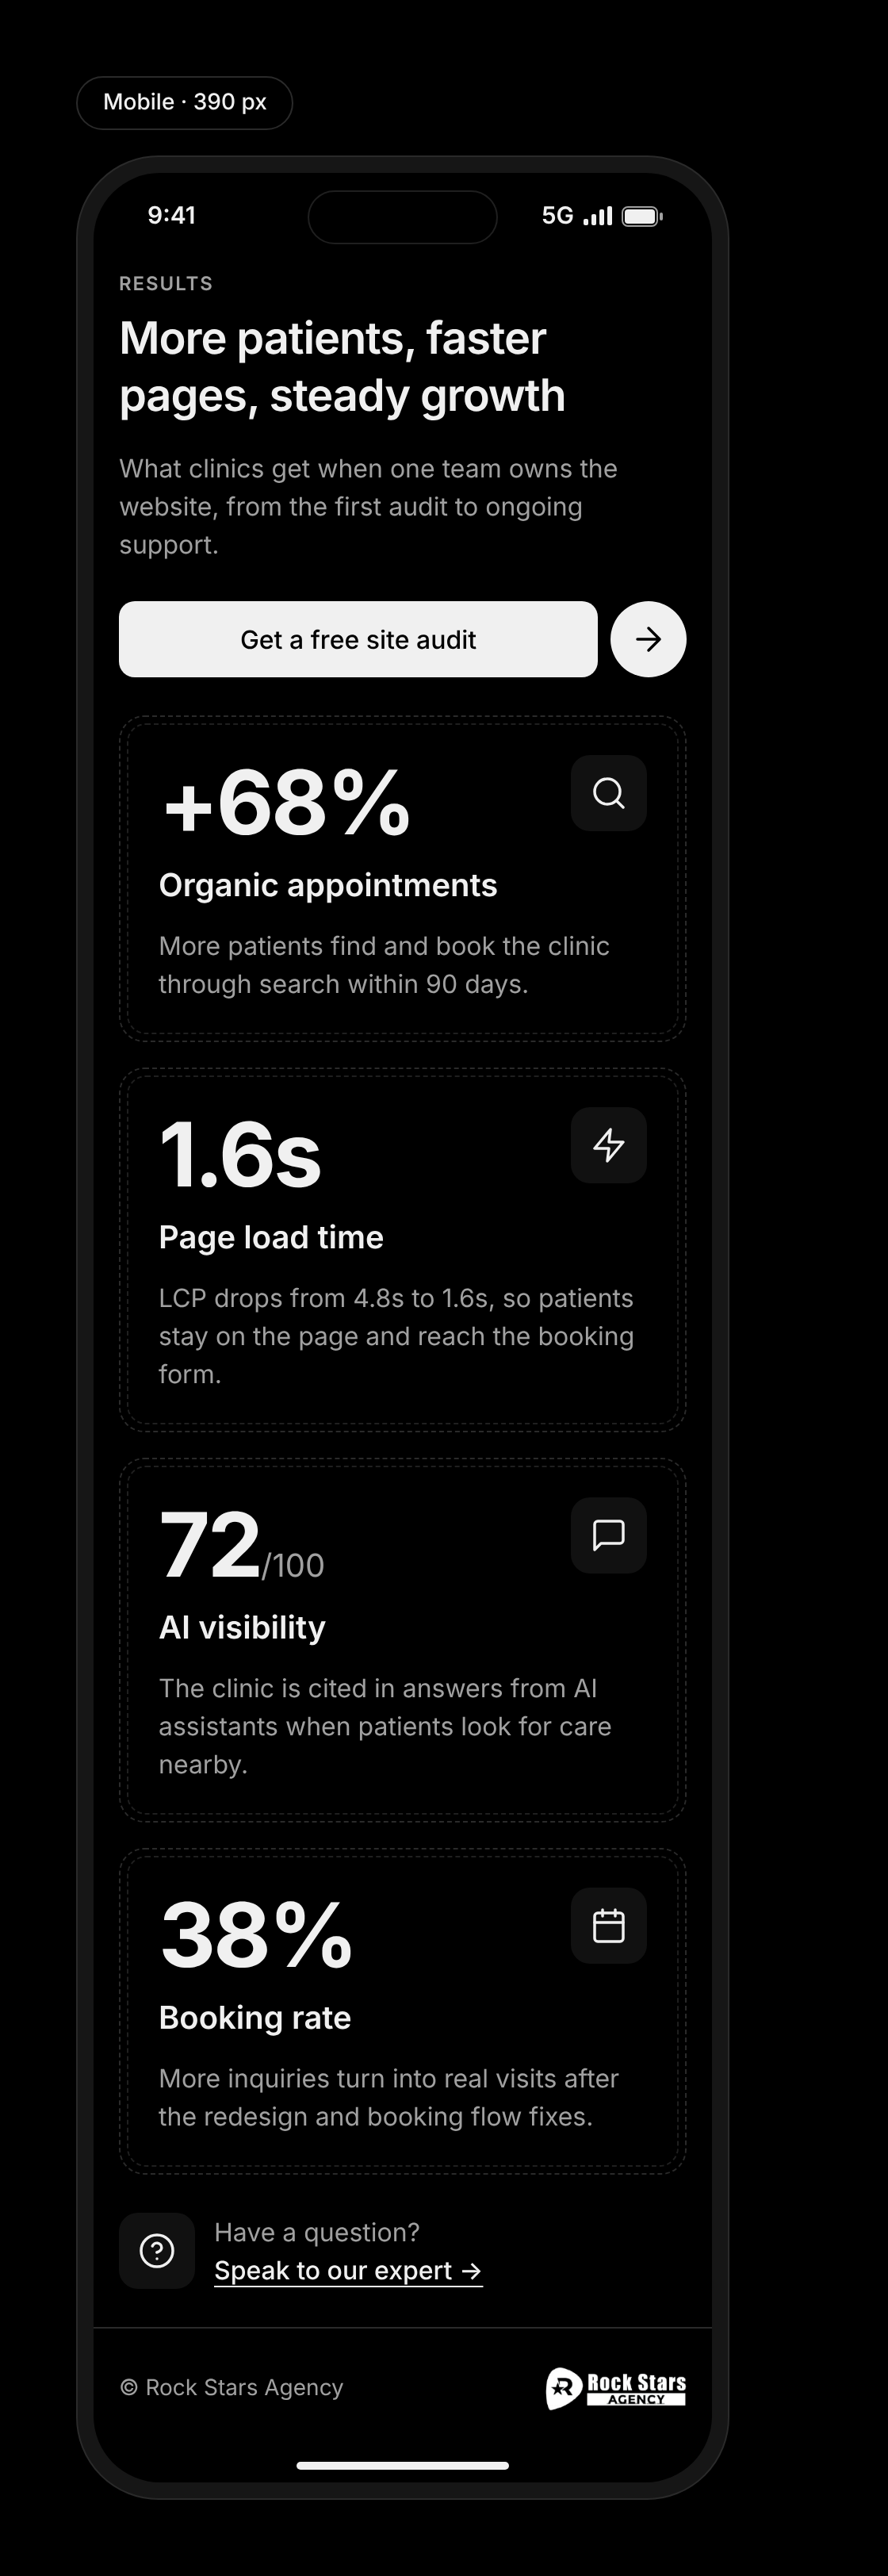 Mobile · 390 px
9:41
5G
RESULTS
More patients, faster
pages, steady growth
What clinics get when one team owns the
website, from the first audit to ongoing
support.
Get a free site audit
+68%
Organic appointments
More patients find and book the clinic
through search within 90 days.
1.6s
Page load time
LCP drops from 4.8s to 1.6s, so patients
stay on the page and reach the booking
form.
72/100
AI visibility
The clinic is cited in answers from AI
assistants when patients look for care
nearby.
38%
Booking rate
More inquiries turn into real visits after
the redesign and booking flow fixes.
Have a question?
Speak to our expert →
© Rock Stars Agency
R Rock Stars
AGENCY